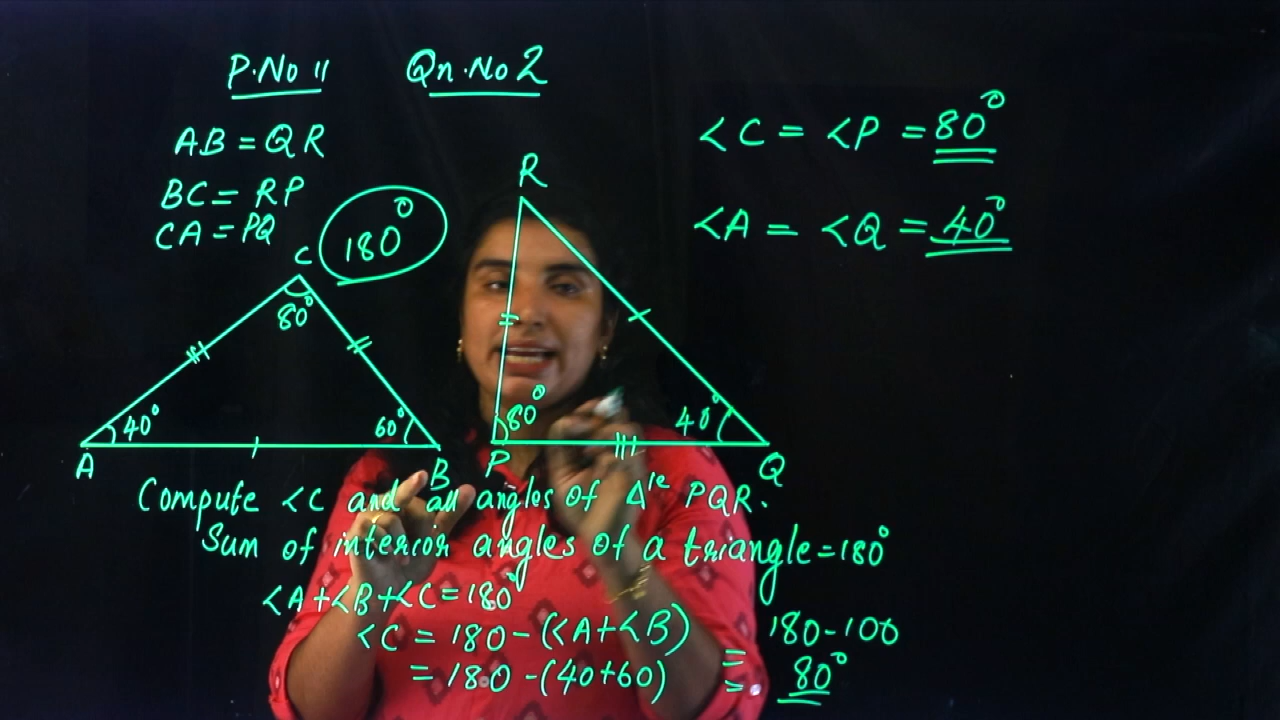 P.No 11 Qn.No 2
AB = QR
BC = RP
CA = PQ
180°
<C = <P = 80°
<A = <Q = 40°
C
80°
40°
60°
A
B
R
80°
40°
P
Q
Compute <C and all angles of Δle PQR.
Sum of interior angles of a triangle = 180°
<A+<B+<C=180°
<C = 180-(<A+<B)
= 180-(40+60)
= 180-100
= 80°